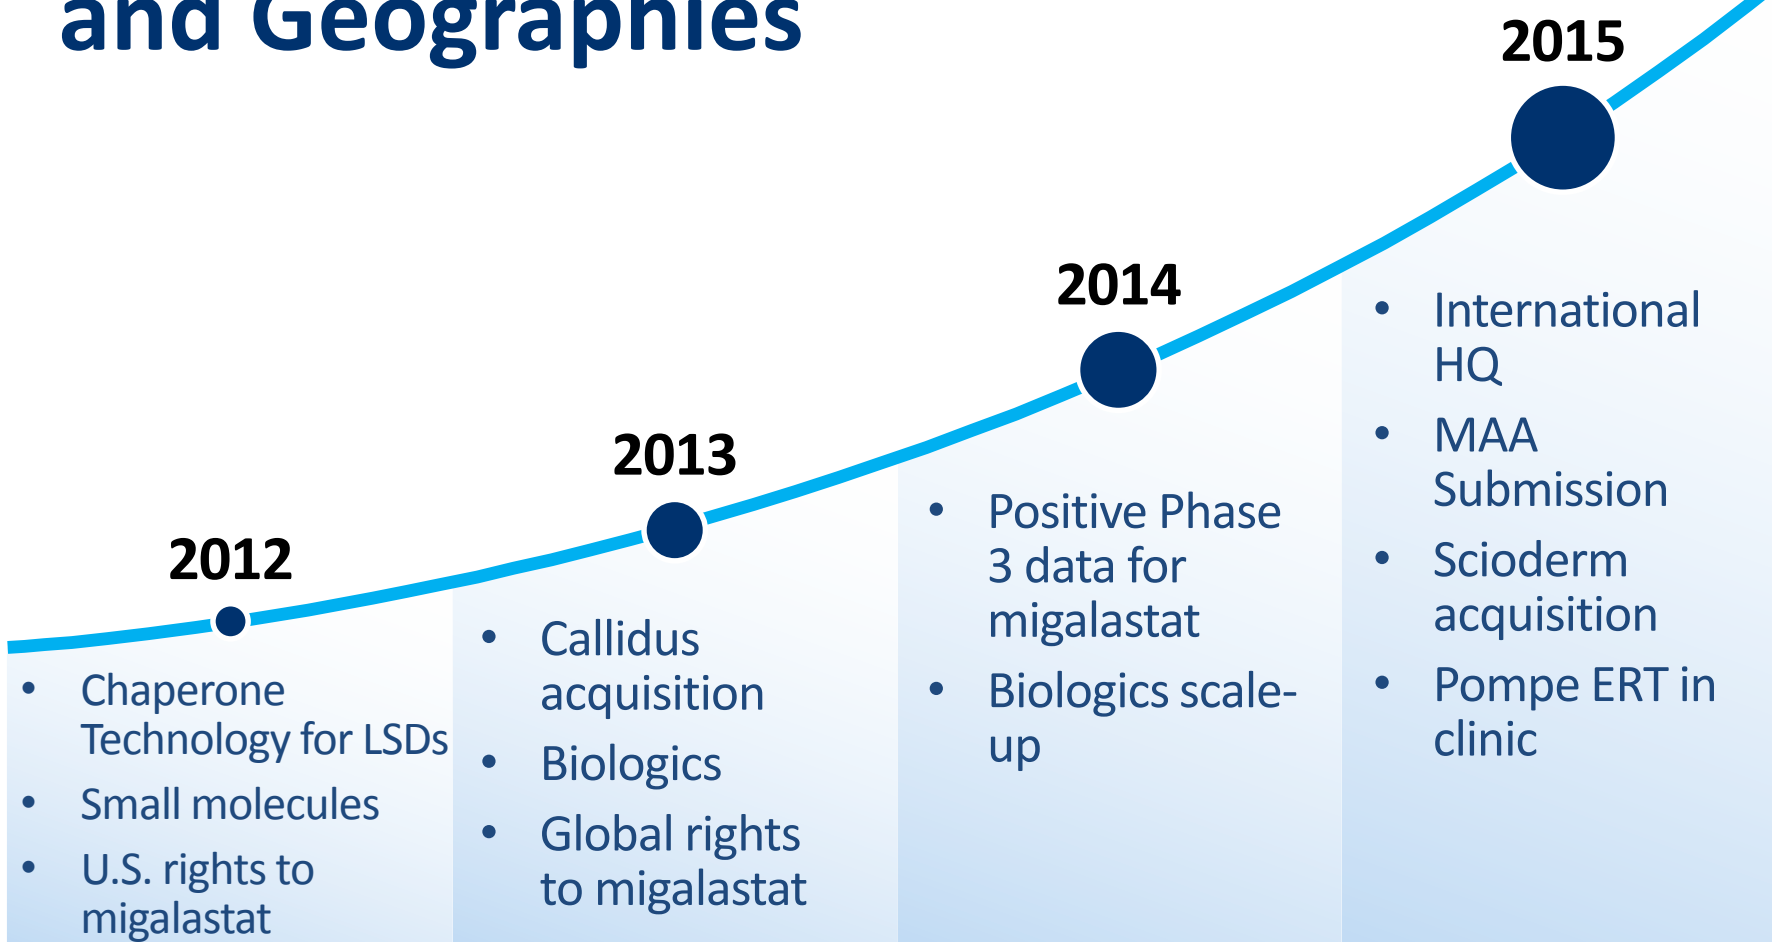 and Geographies
2012
• Chaperone
Technology for LSDs
• Small molecules
• U.S. rights to
migalastat
2013
• Callidus
acquisition
• Biologics
• Global rights
to migalastat
2014
• Positive Phase
3 data for
migalastat
• Biologics scale-
up
2015
• International
HQ
• MAA
Submission
• Scioderm
acquisition
• Pompe ERT in
clinic